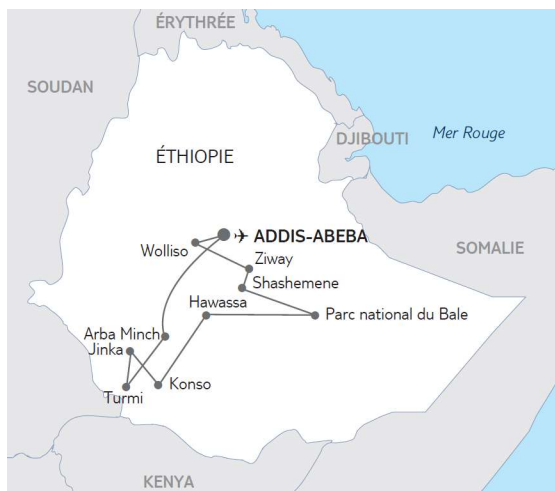 ÉRYTHRÉE
SOUDAN
DJIBOUTI
Mer Rouge
ÉTHIOPIE
ADDIS-ABEBA
Wolliso
SOMALIE
Ziway
Shashemene
Hawassa
Parc national du Bale
Arba Minch
Jinka
Konso
Turmi
KENYA